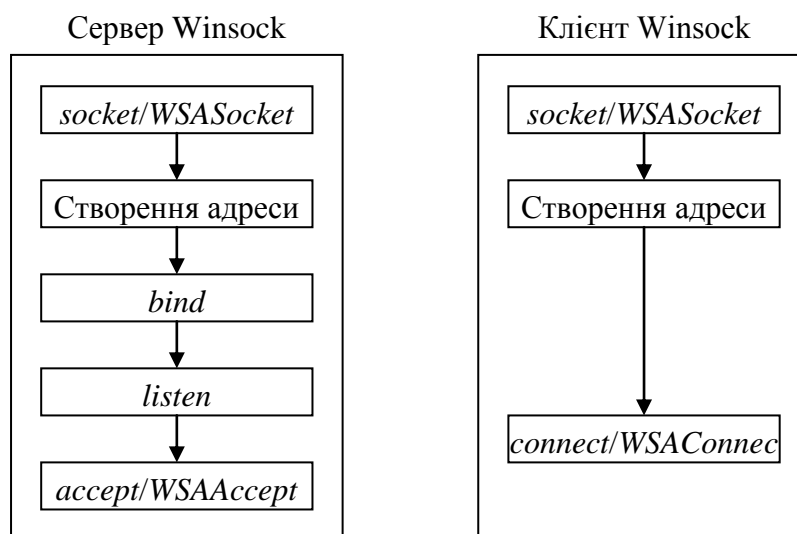 Сервер Winsock
socket/WSASocket
Створення адреси
bind
listen
accept/WSAAccept
Клієнт Winsock
socket/WSASocket
Створення адреси
connect/WSAConnec